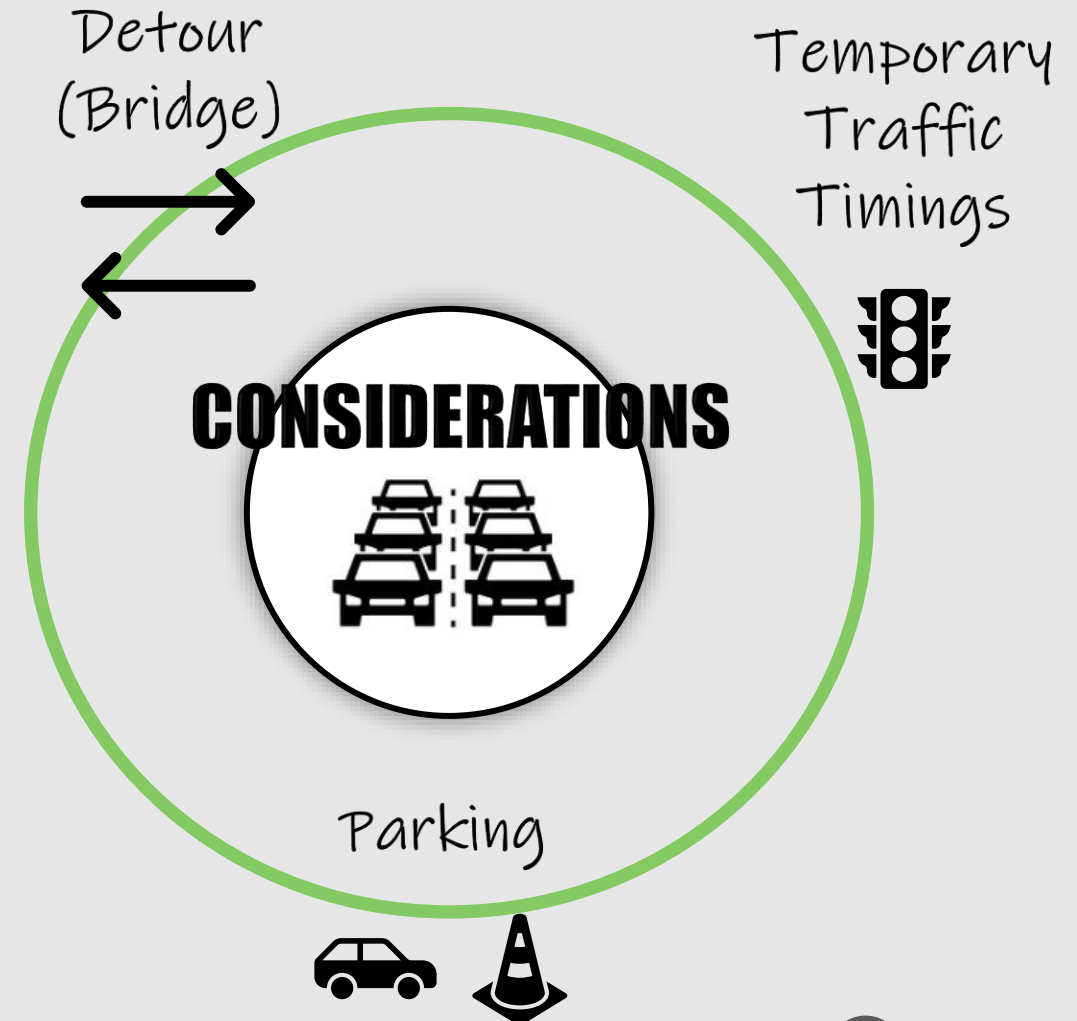 Detour
(Bridge)
Temporary
Traffic
Timings
CONSIDERATIONS
Parking